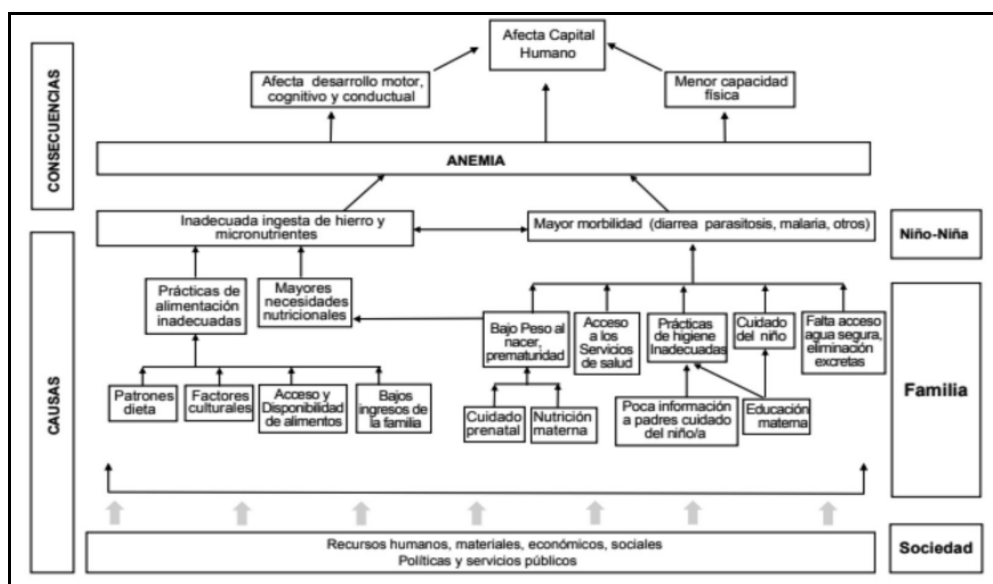 Afecta Capital
Humano
Afecta desarrollo motor,
cognitivo y conductual
Menor capacidad
física
CONSECUENCIAS
ANEMIA
Inadecuada ingesta de hierro y
micronutrientes
Mayor morbilidad (diarrea parasitosis, malaria, otros)
Niño-Niña
CAUSAS
Prácticas de
alimentación
inadecuadas
Mayores
necesidades
nutricionales
Bajo Peso al
nacer,
prematuridad
Acceso
a los
Servicios
de salud
Prácticas
de higiene
Inadecuadas
Cuidado
del niño
Falta acceso
agua segura,
eliminación
excretas
Familia
Patrones
dieta
Factores
culturales
Acceso y
Disponibilidad
de alimentos
Bajos
ingresos de
la familia
Cuidado
prenatal
Nutrición
materna
Poca información
a padres cuidado
del niño/a
Educación
materna
Recursos humanos, materiales, económicos, sociales
Políticas y servicios públicos
Sociedad